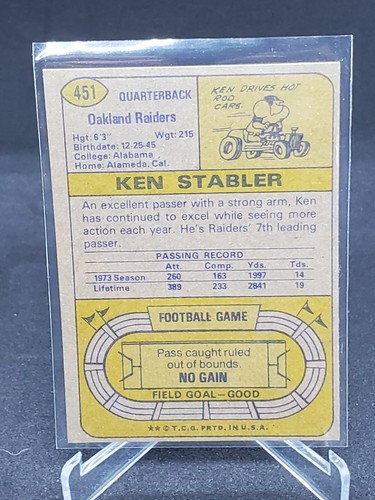 451
QUARTERBACK
Oakland Raiders
Hgt: 6'3" Wgt: 215
Birthdate: 12-25-45
College: Alabama
Home: Alameda, Cal.
KEN DRIVES HOT
ROD
CARS.
KEN STABLER
An excellent passer with a strong arm, Ken
has continued to excel while seeing more
action each year. He's Raiders' 7th leading
passer.
PASSING RECORD
Att. Comp. Yds. Tds.
1973 Season 260 163 1997 14
Lifetime 389 233 2841 19
FOOTBALL GAME
Pass caught ruled
out of bounds.
NO GAIN
FIELD GOAL—GOOD
** © T.C.G. PRTD. IN U.S.A.